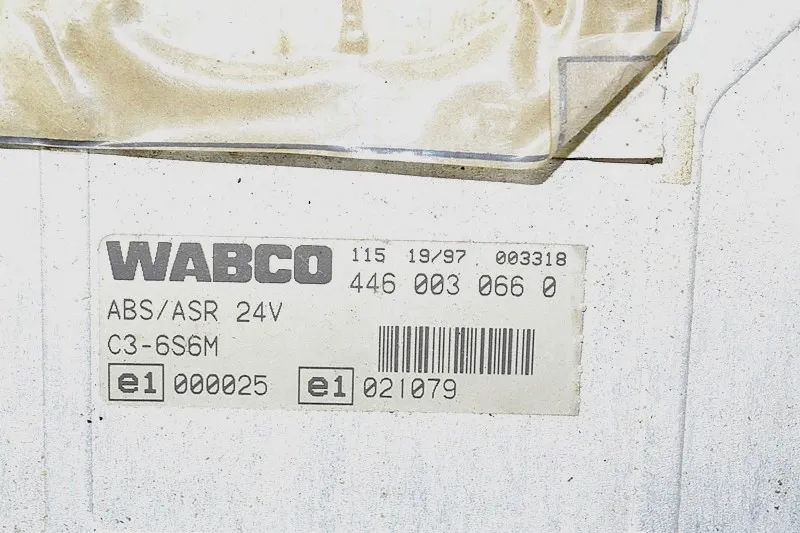 WABCO 115 19/97 003318
446 003 066 0
ABS/ASR 24V
C3-6S6M
e1 000025 e1 021079